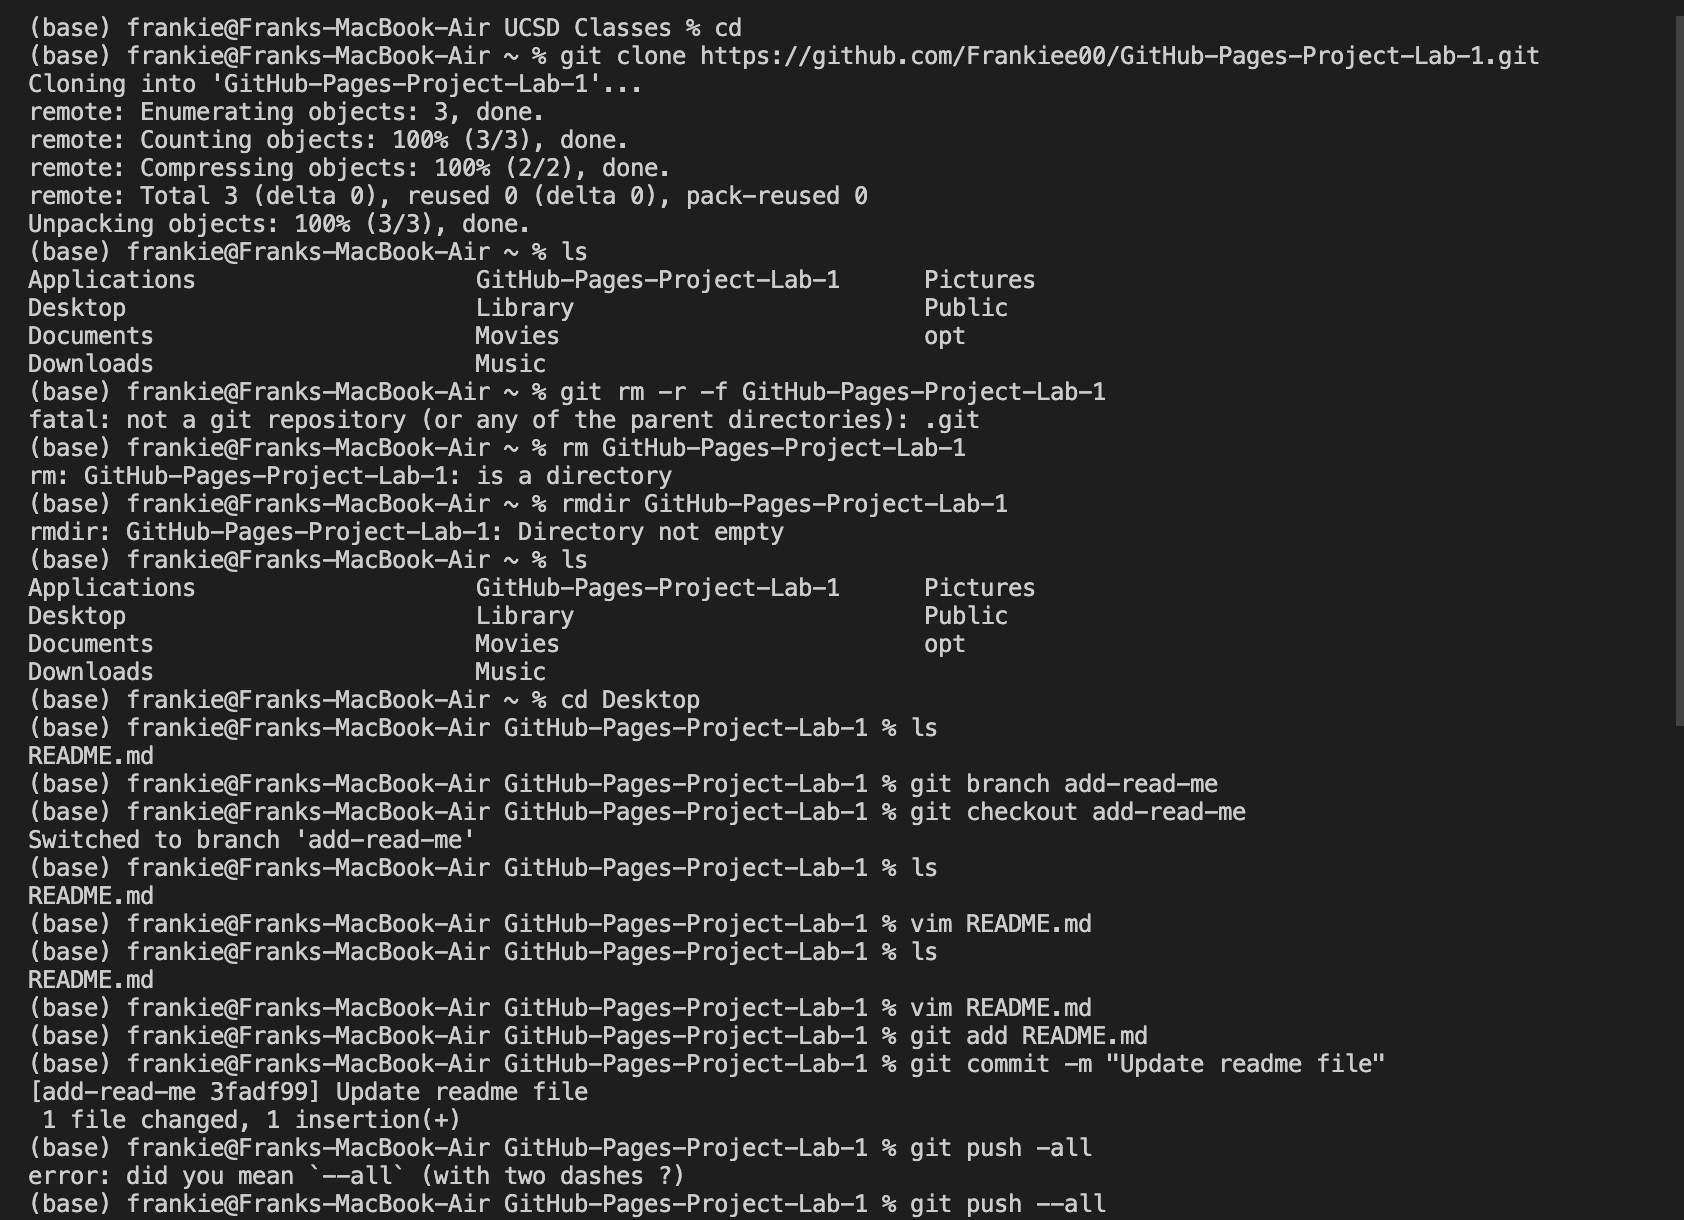 (base) frankie@Franks-MacBook-Air UCSD Classes % cd
(base) frankie@Franks-MacBook-Air ~ % git clone https://github.com/Frankiee00/GitHub-Pages-Project-Lab-1.git
Cloning into 'GitHub-Pages-Project-Lab-1'...
remote: Enumerating objects: 3, done.
remote: Counting objects: 100% (3/3), done.
remote: Compressing objects: 100% (2/2), done.
remote: Total 3 (delta 0), reused 0 (delta 0), pack-reused 0
Unpacking objects: 100% (3/3), done.
(base) frankie@Franks-MacBook-Air ~ % ls
Applications GitHub-Pages-Project-Lab-1 Pictures
Desktop Library Public
Documents Movies opt
Downloads Music
(base) frankie@Franks-MacBook-Air ~ % git rm -r -f GitHub-Pages-Project-Lab-1
fatal: not a git repository (or any of the parent directories): .git
(base) frankie@Franks-MacBook-Air ~ % rm GitHub-Pages-Project-Lab-1
rm: GitHub-Pages-Project-Lab-1: is a directory
(base) frankie@Franks-MacBook-Air ~ % rmdir GitHub-Pages-Project-Lab-1
rmdir: GitHub-Pages-Project-Lab-1: Directory not empty
(base) frankie@Franks-MacBook-Air ~ % ls
Applications GitHub-Pages-Project-Lab-1 Pictures
Desktop Library Public
Documents Movies opt
Downloads Music
(base) frankie@Franks-MacBook-Air ~ % cd Desktop
(base) frankie@Franks-MacBook-Air GitHub-Pages-Project-Lab-1 % ls
README.md
(base) frankie@Franks-MacBook-Air GitHub-Pages-Project-Lab-1 % git branch add-read-me
(base) frankie@Franks-MacBook-Air GitHub-Pages-Project-Lab-1 % git checkout add-read-me
Switched to branch 'add-read-me'
(base) frankie@Franks-MacBook-Air GitHub-Pages-Project-Lab-1 % ls
README.md
(base) frankie@Franks-MacBook-Air GitHub-Pages-Project-Lab-1 % vim README.md
(base) frankie@Franks-MacBook-Air GitHub-Pages-Project-Lab-1 % ls
README.md
(base) frankie@Franks-MacBook-Air GitHub-Pages-Project-Lab-1 % vim README.md
(base) frankie@Franks-MacBook-Air GitHub-Pages-Project-Lab-1 % git add README.md
(base) frankie@Franks-MacBook-Air GitHub-Pages-Project-Lab-1 % git commit -m "Update readme file"
[add-read-me 3fadf99] Update readme file
 1 file changed, 1 insertion(+)
(base) frankie@Franks-MacBook-Air GitHub-Pages-Project-Lab-1 % git push -all
error: did you mean `--all` (with two dashes ?)
(base) frankie@Franks-MacBook-Air GitHub-Pages-Project-Lab-1 % git push --all